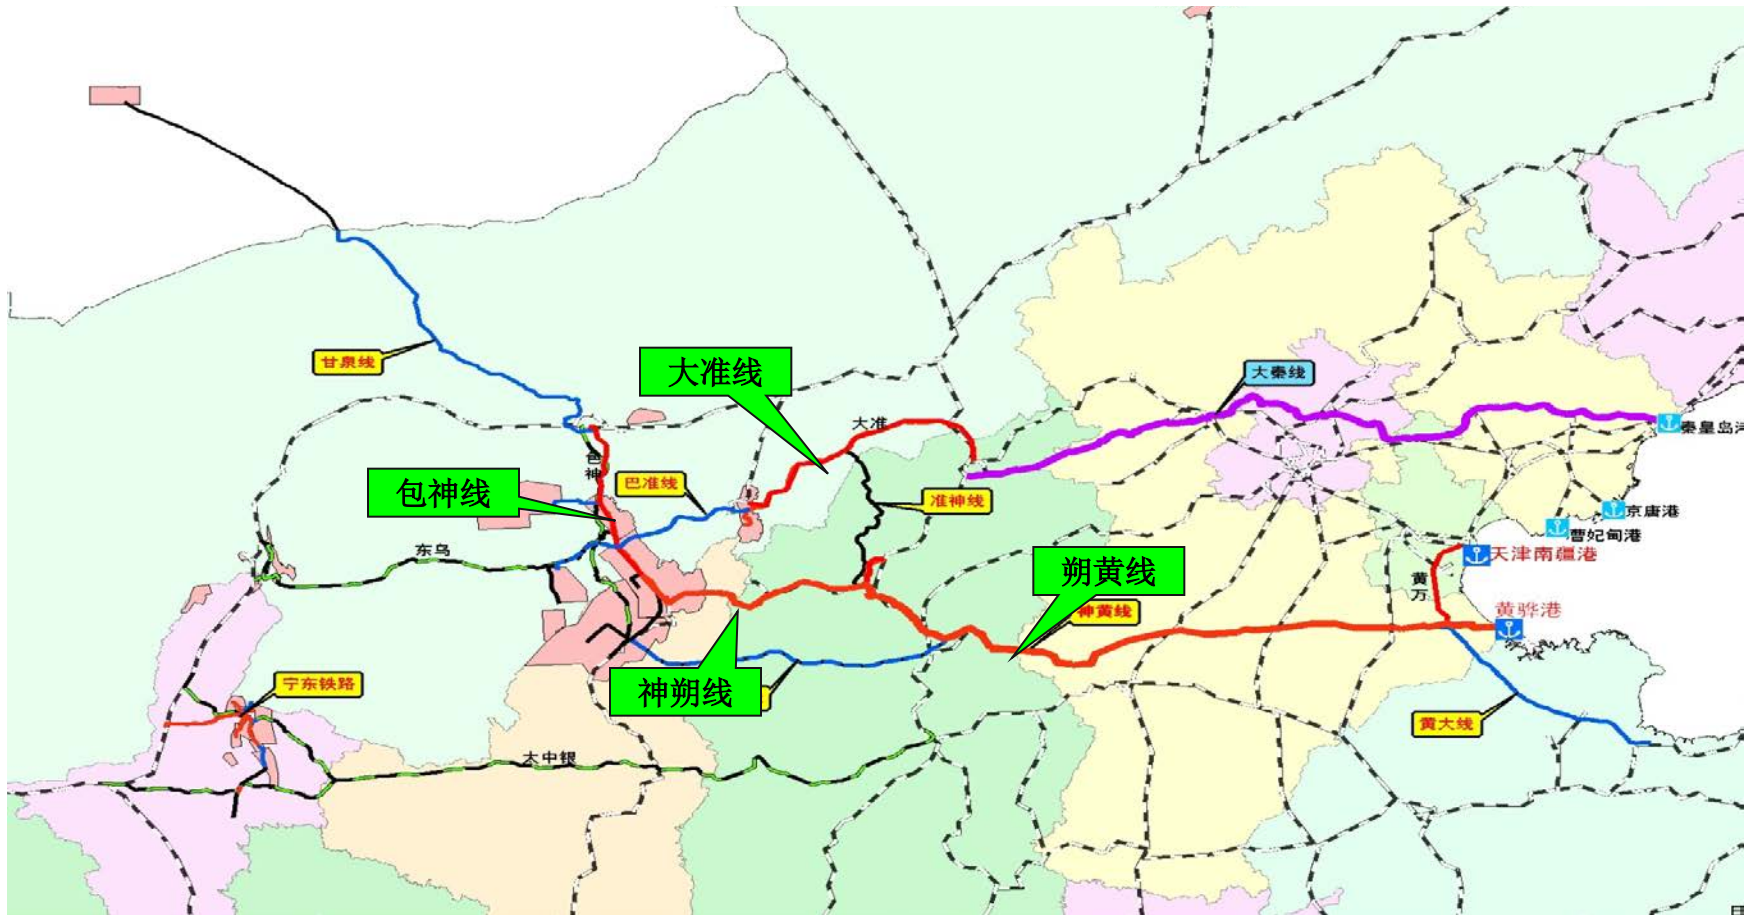 甘泉线
大准线
大秦线
大准
秦皇岛
包神
包神线
巴准线
准神线
京唐港
曹妃甸港
东乌
朔黄线
天津南疆港
黄万
神黄线
黄骅港
宁东铁路
神朔线
黄大线
太中银